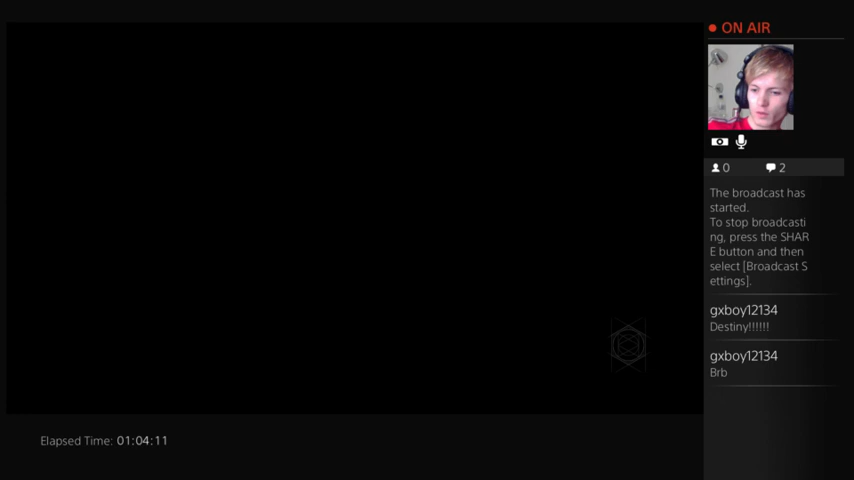 ON AIR
0
2
The broadcast has
started.
To stop broadcasti
ng, press the SHAR
E button and then
select [Broadcast S
ettings].
gxboy12134
Destiny!!!!!!
gxboy12134
Brb
Elapsed Time: 01:04:11